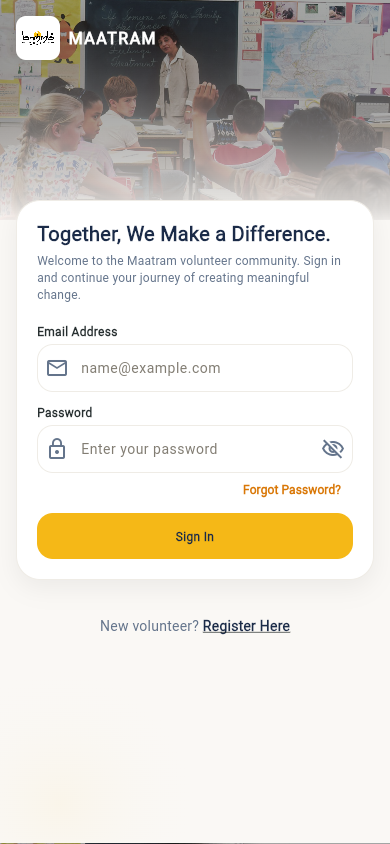 MAATRAM
Together, We Make a Difference.
Welcome to the Maatram volunteer community. Sign in
and continue your journey of creating meaningful
change.
Email Address
name@example.com
Password
Enter your password
Forgot Password?
Sign In
New volunteer? Register Here